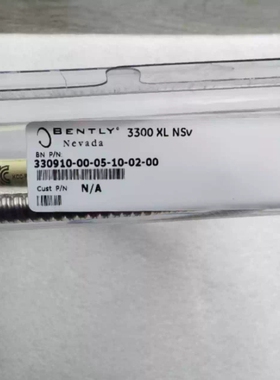 BENTLY
Nevada
3300 XL NSv
BN P/N:
330910-00-05-10-02-00
Cust P/N
N/A